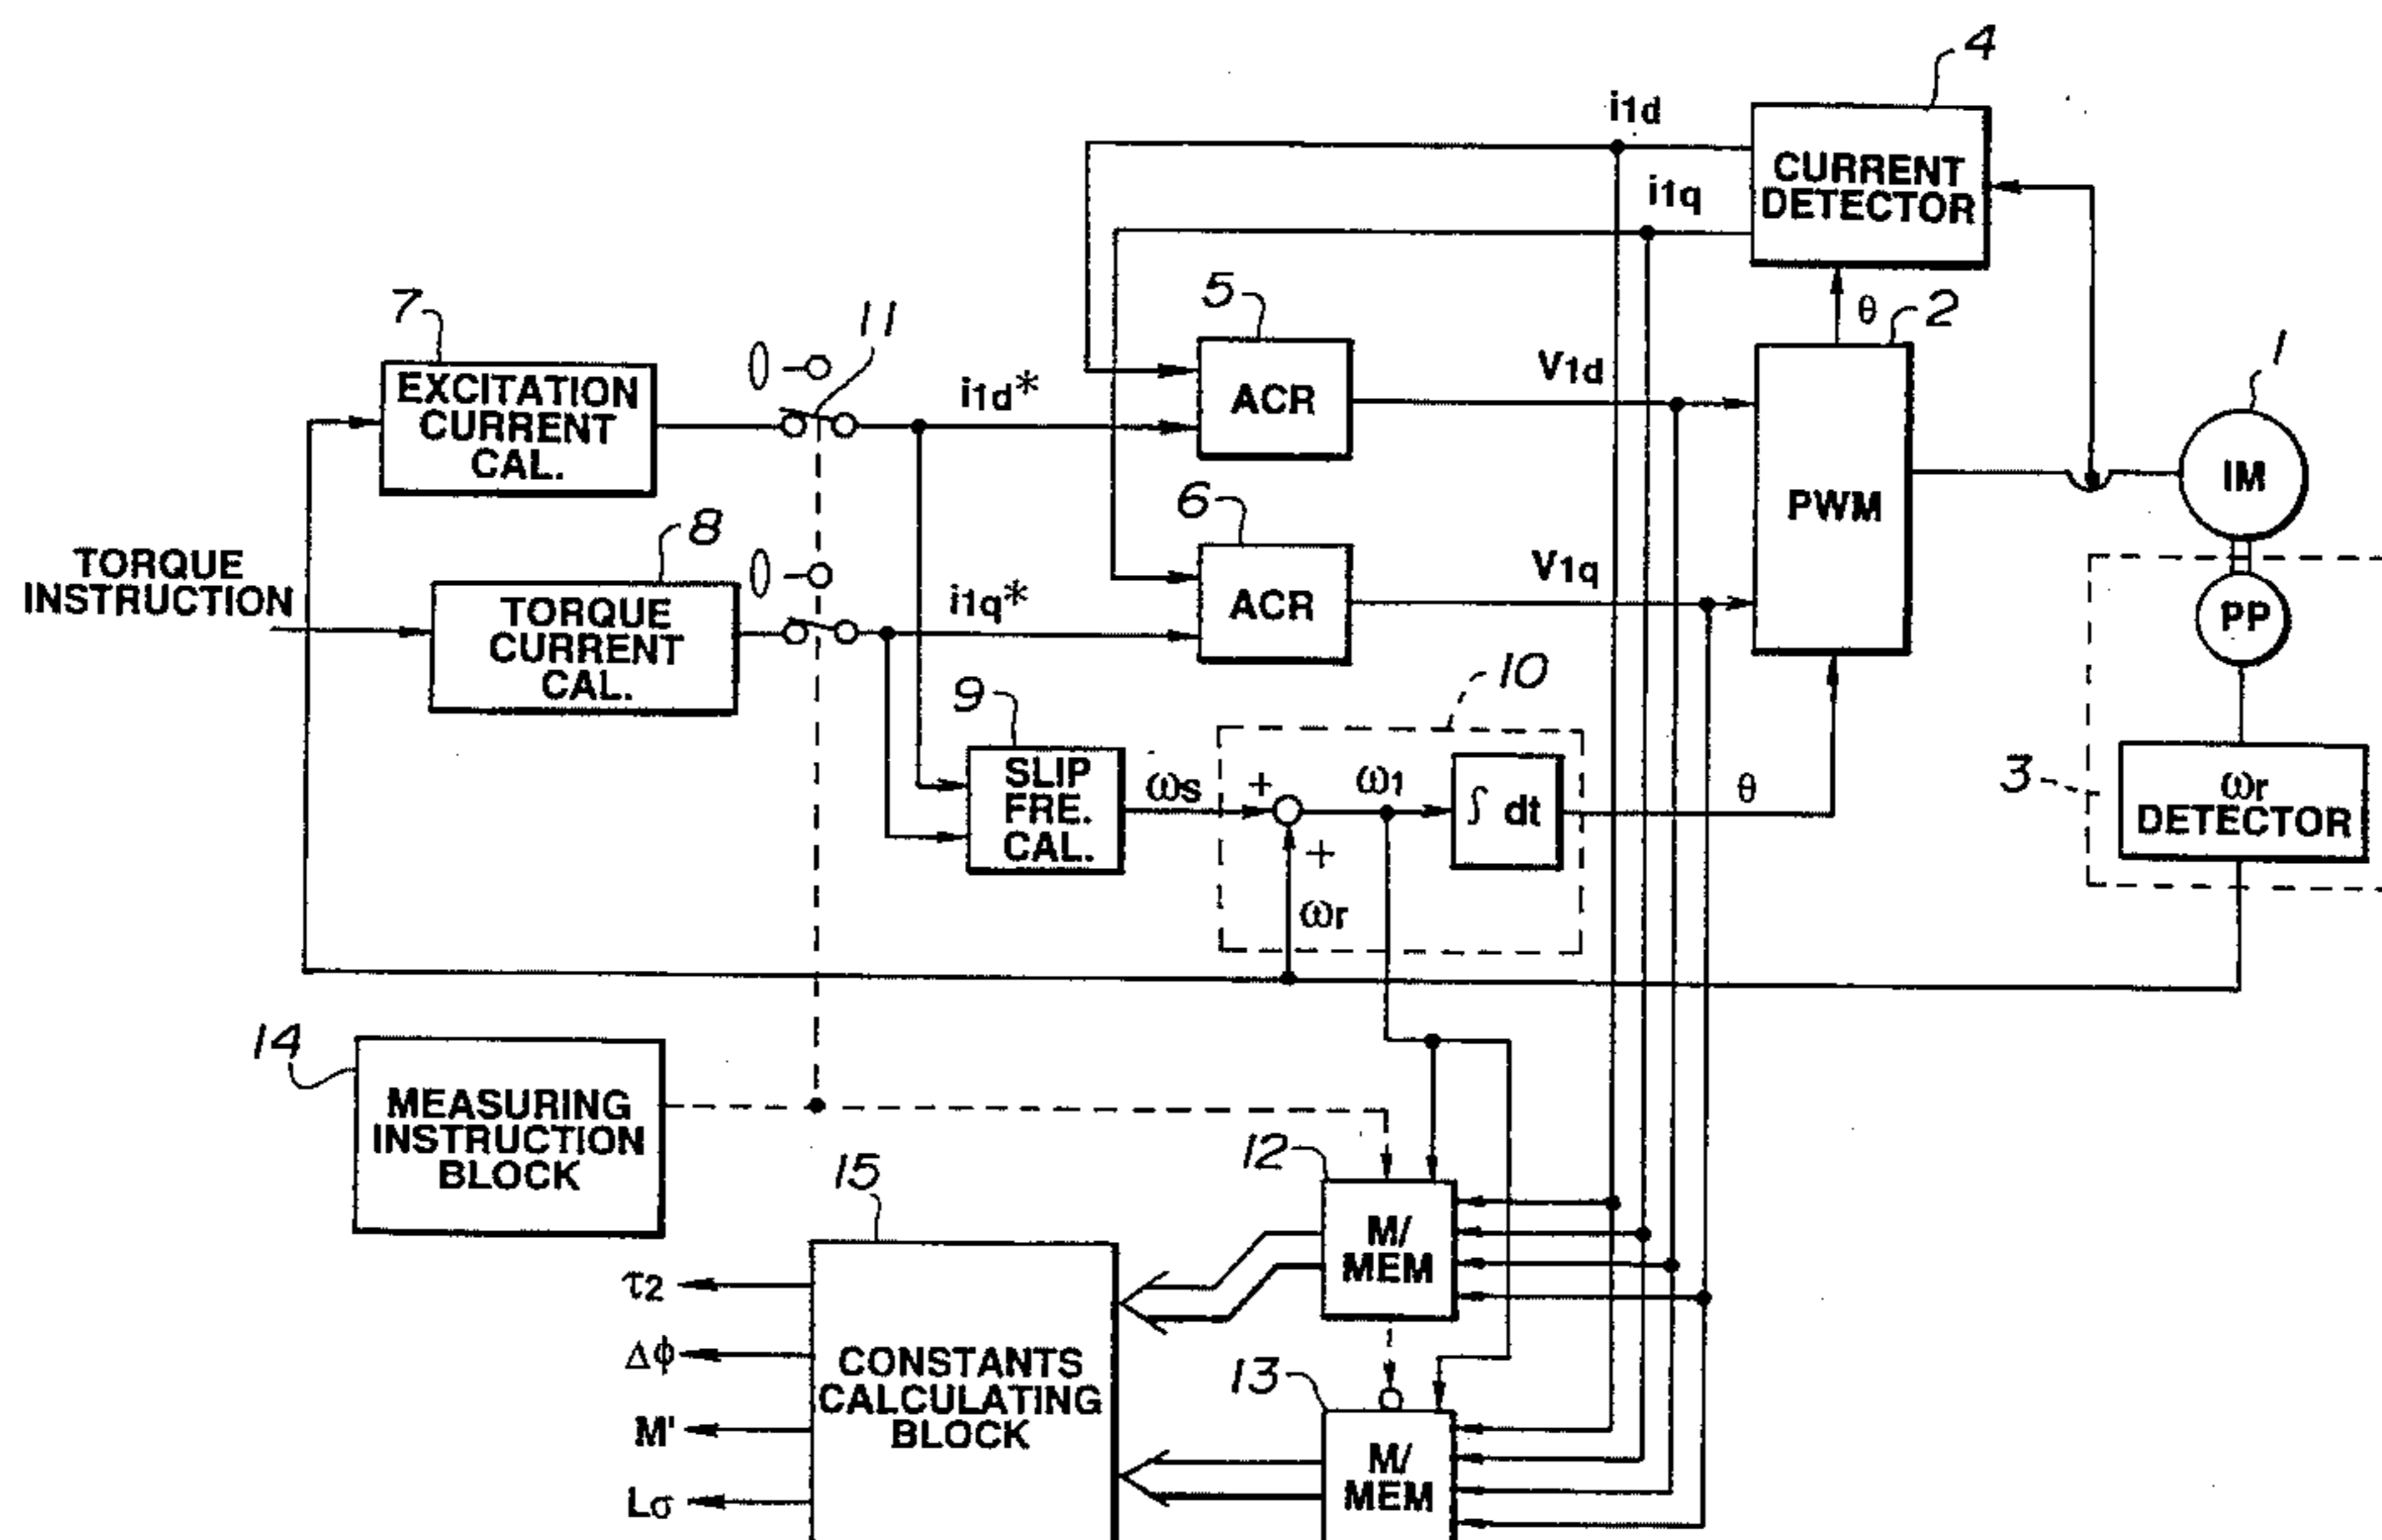 4
i1d
CURRENT
DETECTOR
i1q
5
θ
2
7
11
1
0
EXCITATION
CURRENT
CAL.
i1d*
ACR
V1d
IM
PWM
6
8
0
TORQUE
INSTRUCTION
TORQUE
CURRENT
CAL.
i1q*
ACR
V1q
PP
10
9
SLIP
FRE.
CAL.
ωs
+
ω1
∫ dt
θ
3
ωr
DETECTOR
+
ωr
14
MEASURING
INSTRUCTION
BLOCK
12
15
M/
MEM
τ2
Δϕ
CONSTANTS
CALCULATING
BLOCK
13
M'
M/
MEM
Lσ